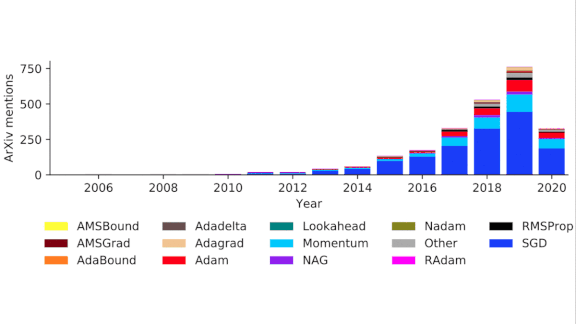 750
500
250
0
ArXiv mentions
2006 2008 2010 2012 2014 2016 2018 2020
Year
AMSBound Adadelta Lookahead Nadam RMSProp
AMSGrad Adagrad Momentum Other SGD
AdaBound Adam NAG RAdam